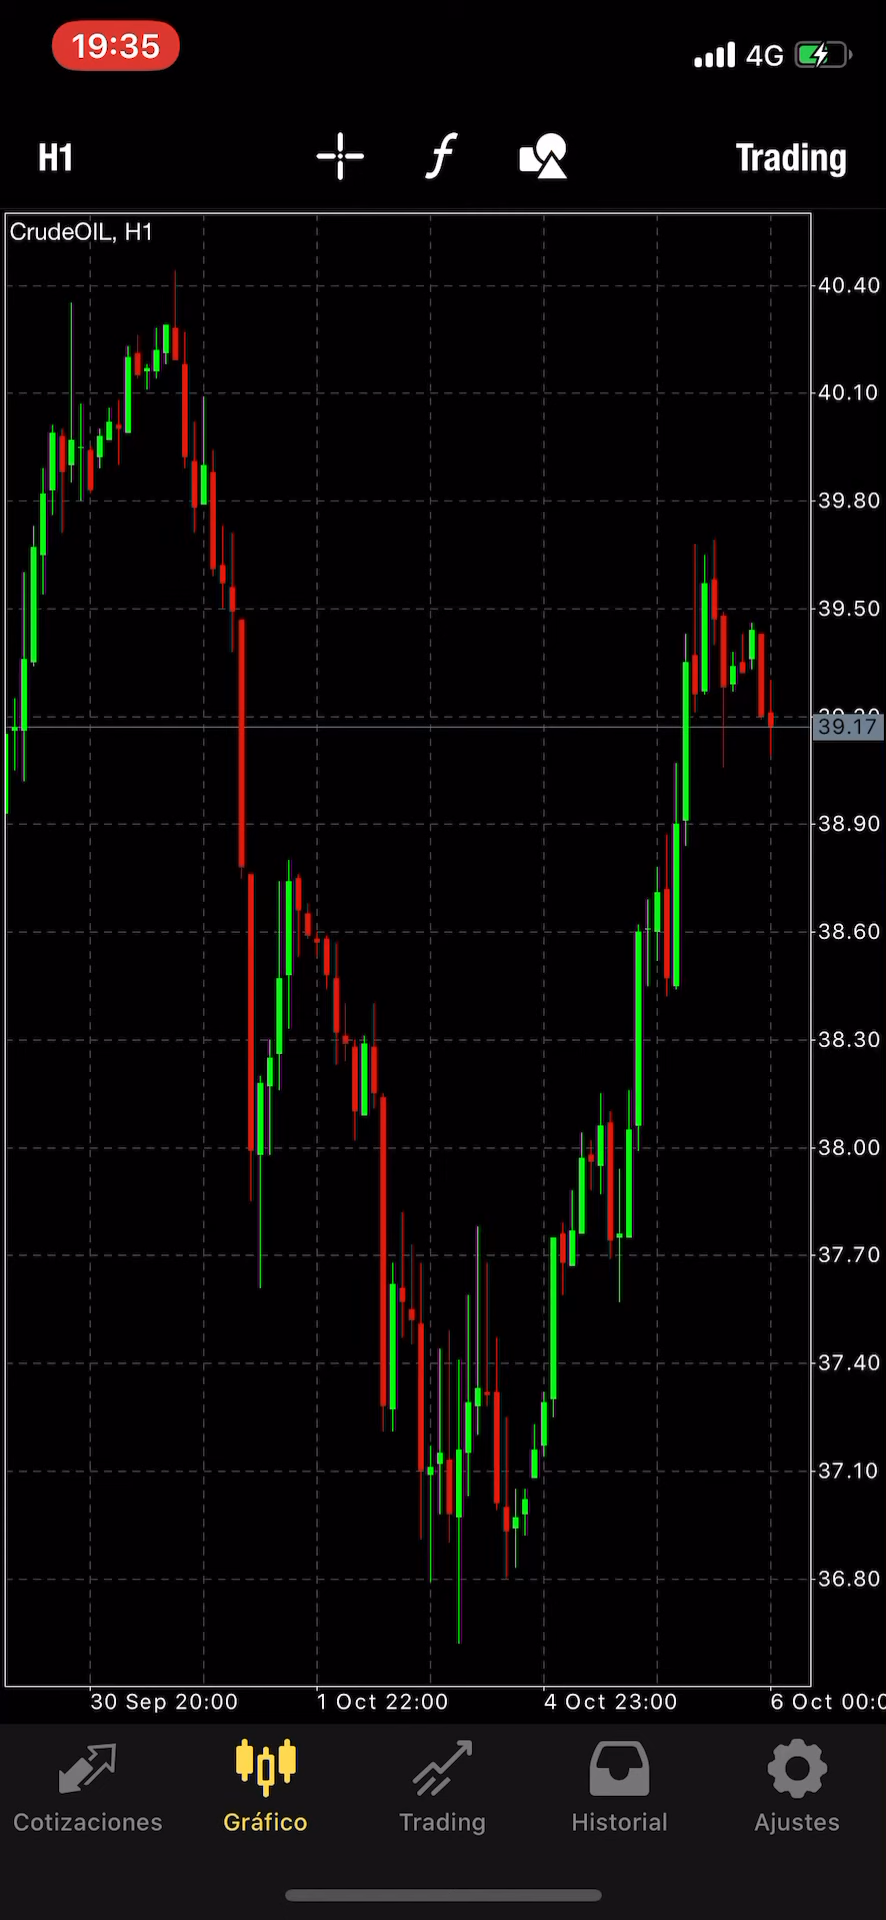 19:35
4G
H1
f
Trading
CrudeOIL, H1
40.40
40.10
39.80
39.50
39.17
38.90
38.60
38.30
38.00
37.70
37.40
37.10
36.80
30 Sep 20:00
1 Oct 22:00
4 Oct 23:00
6 Oct 00:0
Cotizaciones
Gráfico
Trading
Historial
Ajustes